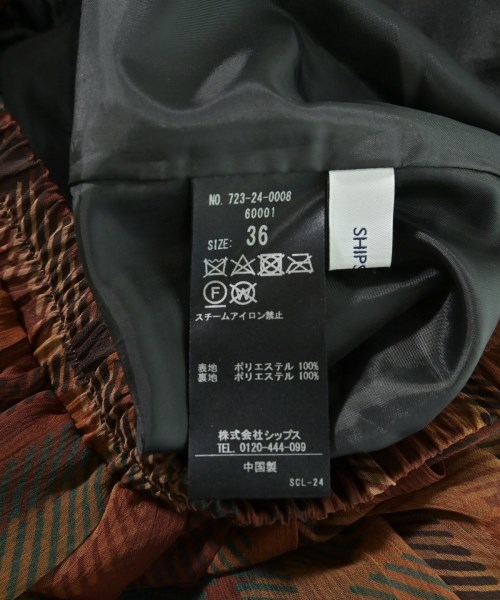 NO. 723-24-0008
60001
SIZE: 36
F W
スチームアイロン禁止
表地 ポリエステル 100%
裏地 ポリエステル 100%
株式会社シップス
TEL. 0120-444-099
中国製
SCL-24
SHIPS